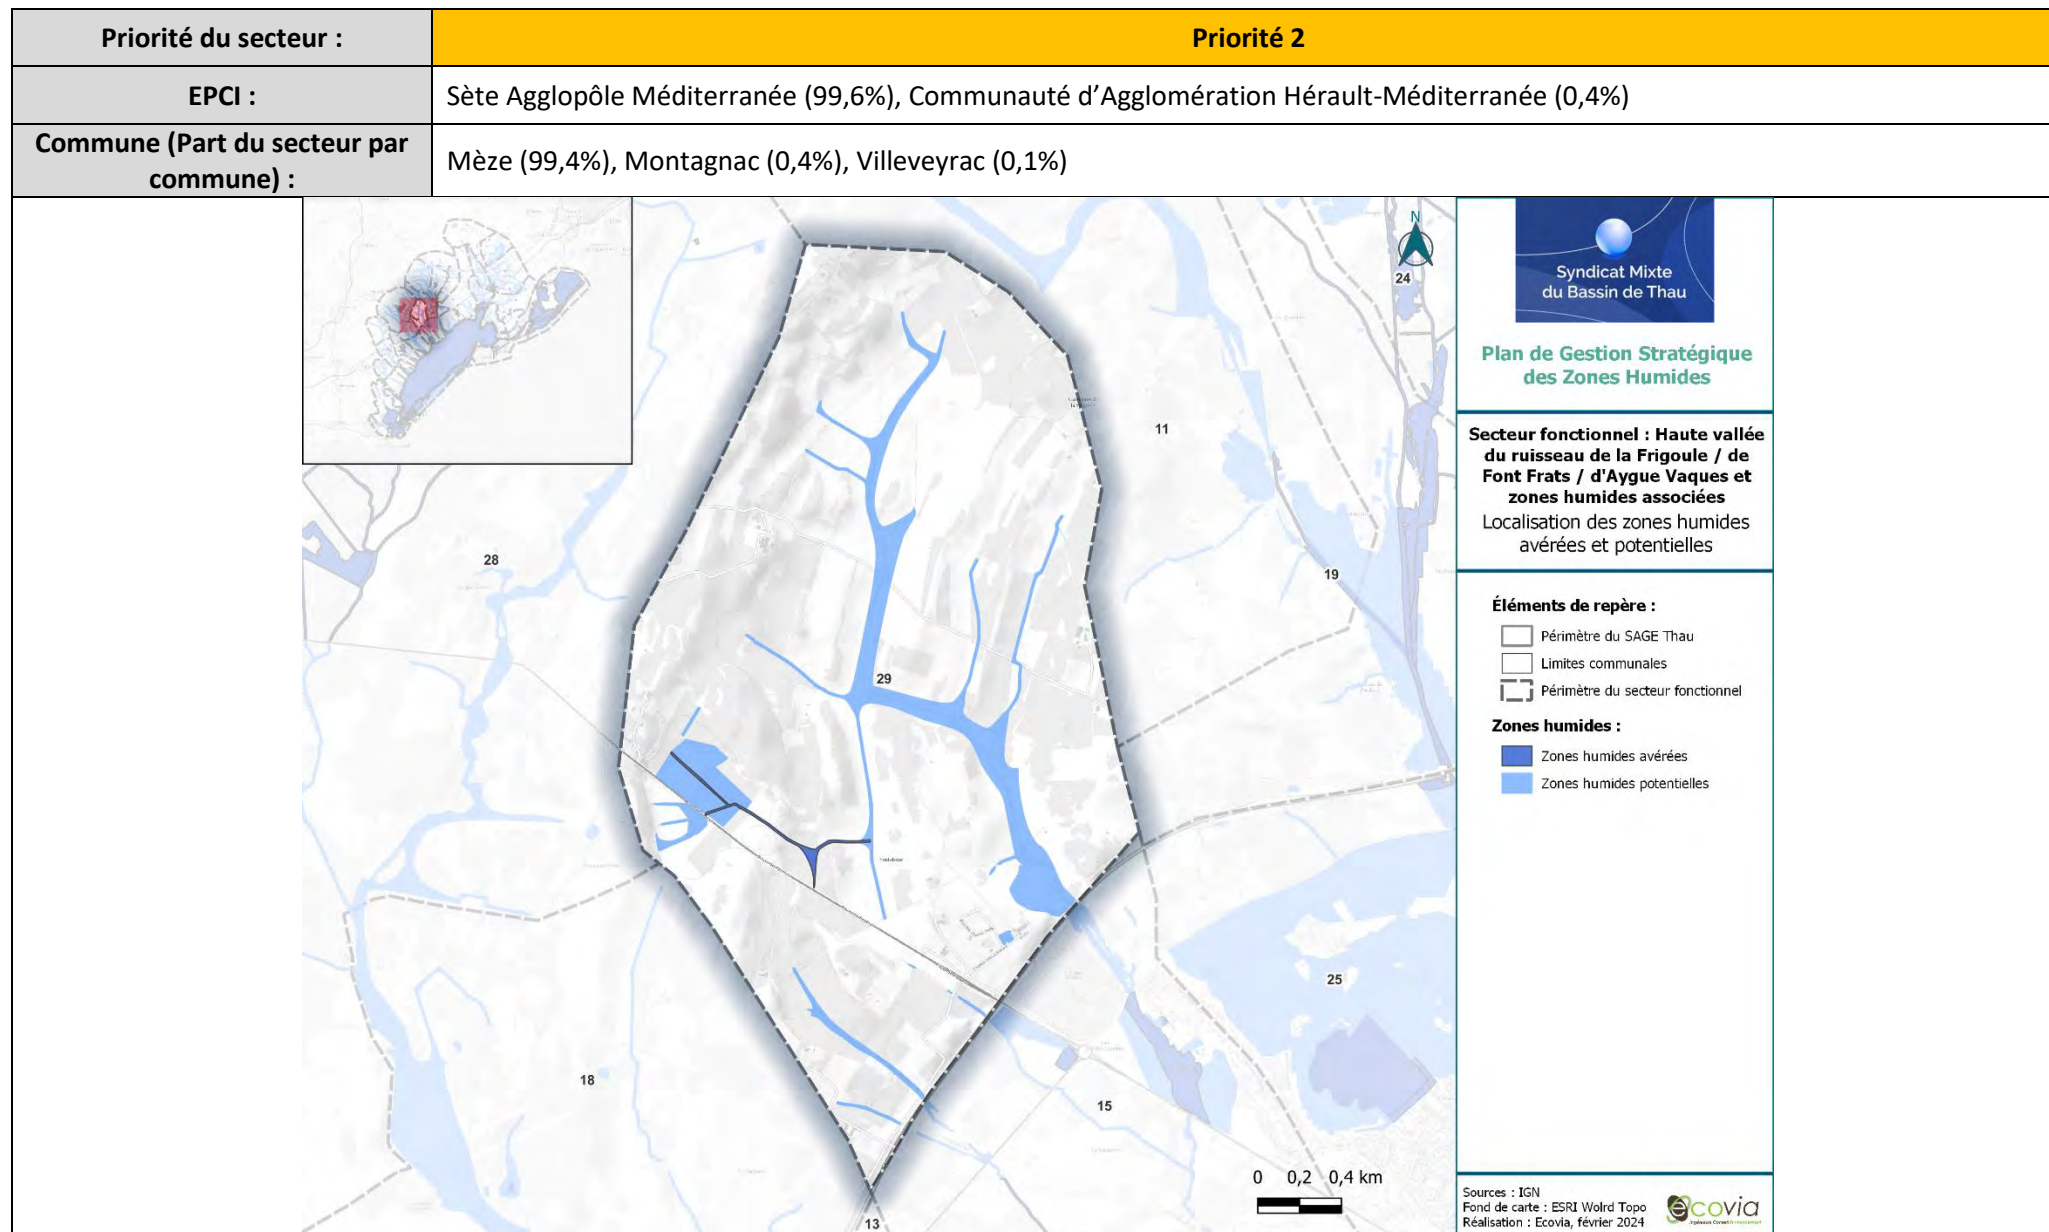 Priorité du secteur :
Priorité 2
EPCI :
Sète Agglopôle Méditerranée (99,6%), Communauté d’Agglomération Hérault-Méditerranée (0,4%)
Commune (Part du secteur par
commune) :
Mèze (99,4%), Montagnac (0,4%), Villeveyrac (0,1%)
N
24
11
28
19
29
25
18
15
13
0 0,2 0,4 km
Syndicat Mixte
du Bassin de Thau
Plan de Gestion Stratégique
des Zones Humides
Secteur fonctionnel : Haute vallée
du ruisseau de la Frigoule / de
Font Frats / d'Aygue Vaques et
zones humides associées
Localisation des zones humides
avérées et potentielles
Éléments de repère :
Périmètre du SAGE Thau
Limites communales
Périmètre du secteur fonctionnel
Zones humides :
Zones humides avérées
Zones humides potentielles
Sources : IGN
Fond de carte : ESRI Wolrd Topo
Réalisation : Ecovia, février 2024
écovia